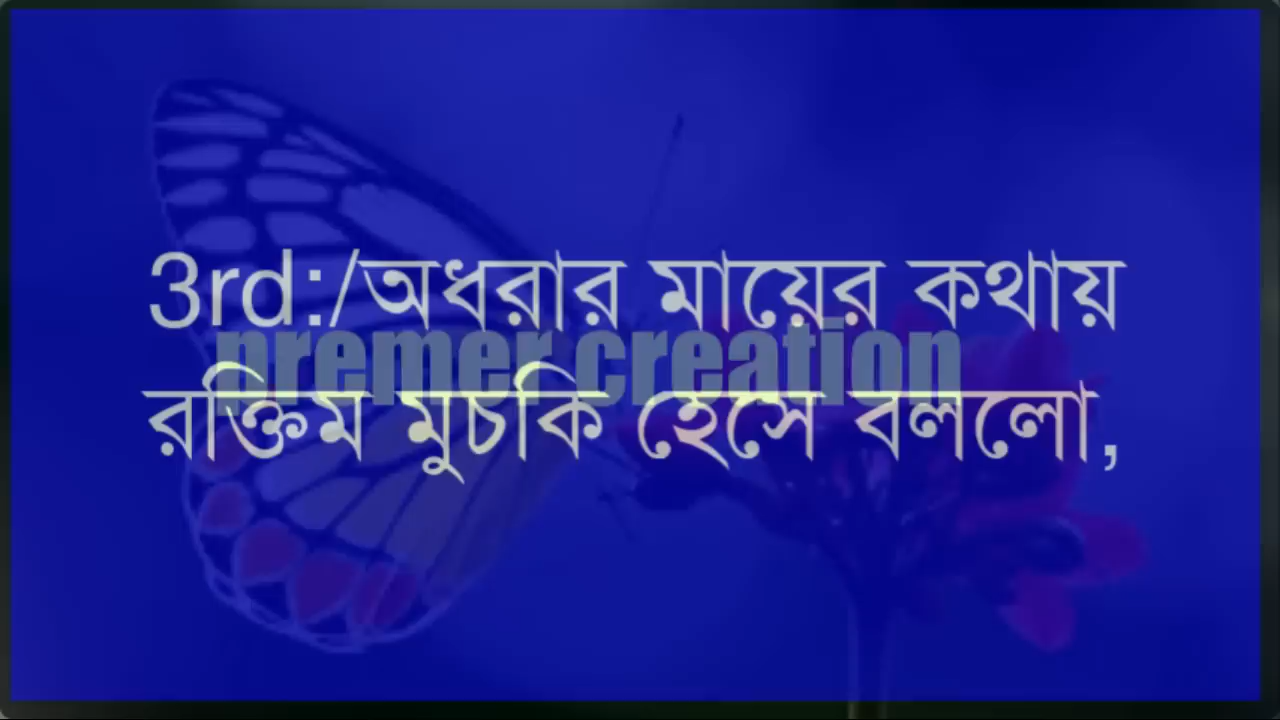 3rd:/অধরার মায়ের কথায়
premer creation
রক্তিম মুচকি হেসে বললো,